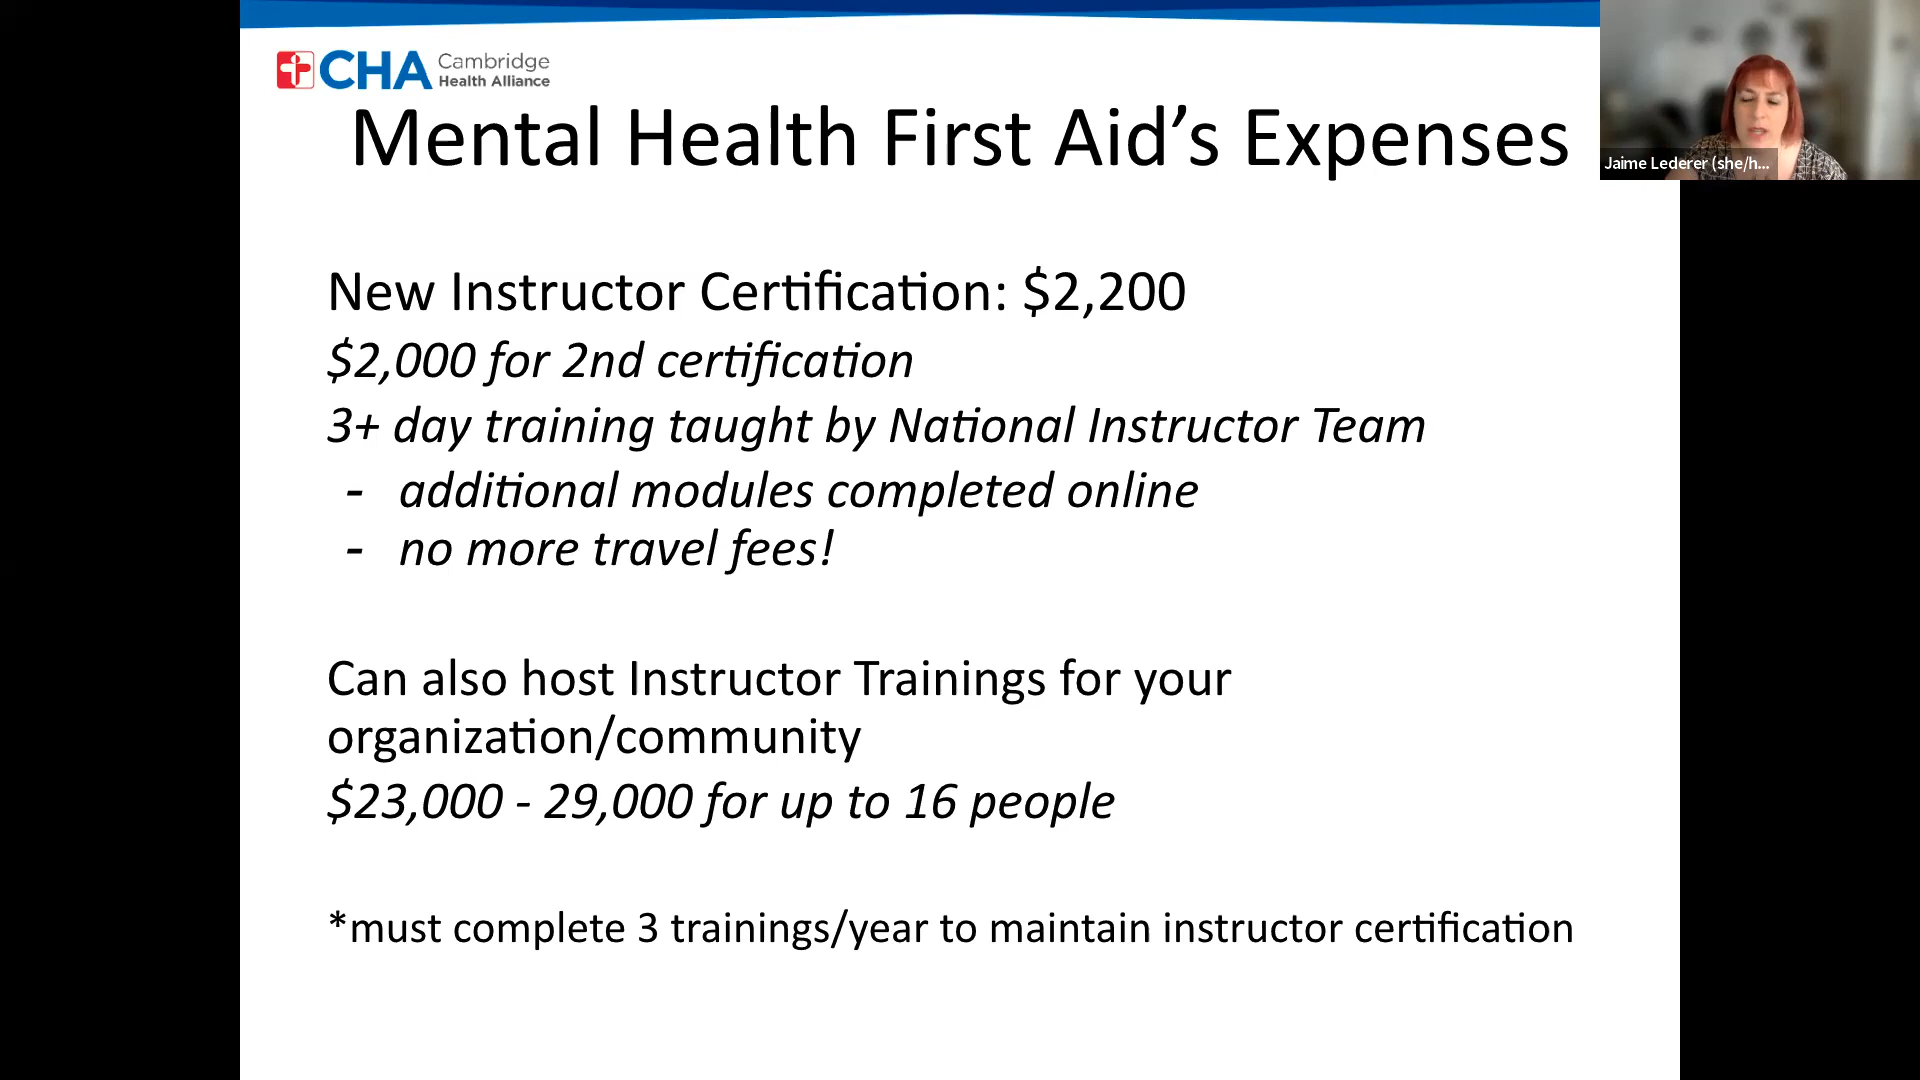 CHA Cambridge
Health Alliance
Mental Health First Aid’s Expenses
Jaime Lederer (she/h...
New Instructor Certification: $2,200
$2,000 for 2nd certification
3+ day training taught by National Instructor Team
- additional modules completed online
- no more travel fees!
Can also host Instructor Trainings for your
organization/community
$23,000 - 29,000 for up to 16 people
*must complete 3 trainings/year to maintain instructor certification